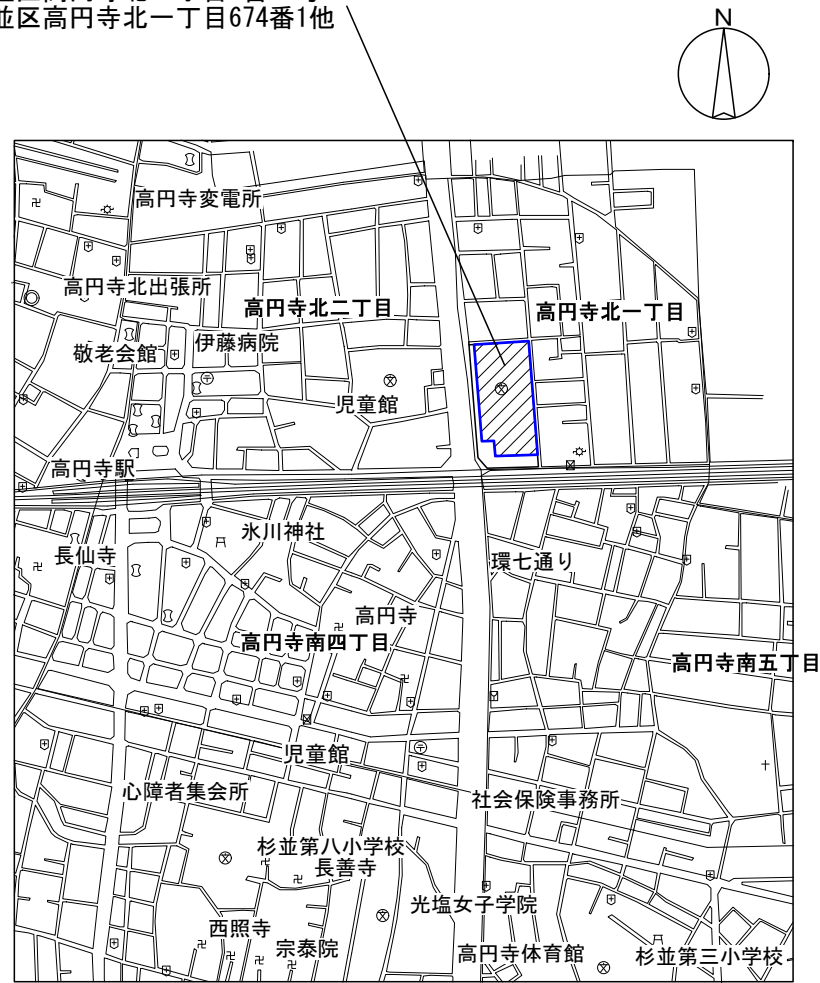 並区高円寺北一丁目674番1他
N
高円寺変電所
高円寺北出張所
高円寺北二丁目
高円寺北一丁目
伊藤病院
敬老会館
児童館
高円寺駅
氷川神社
長仙寺
環七通り
高円寺
高円寺南四丁目
高円寺南五丁目
児童館
心障者集会所
社会保険事務所
杉並第八小学校
長善寺
光塩女子学院
西照寺
宗泰院
高円寺体育館
杉並第三小学校